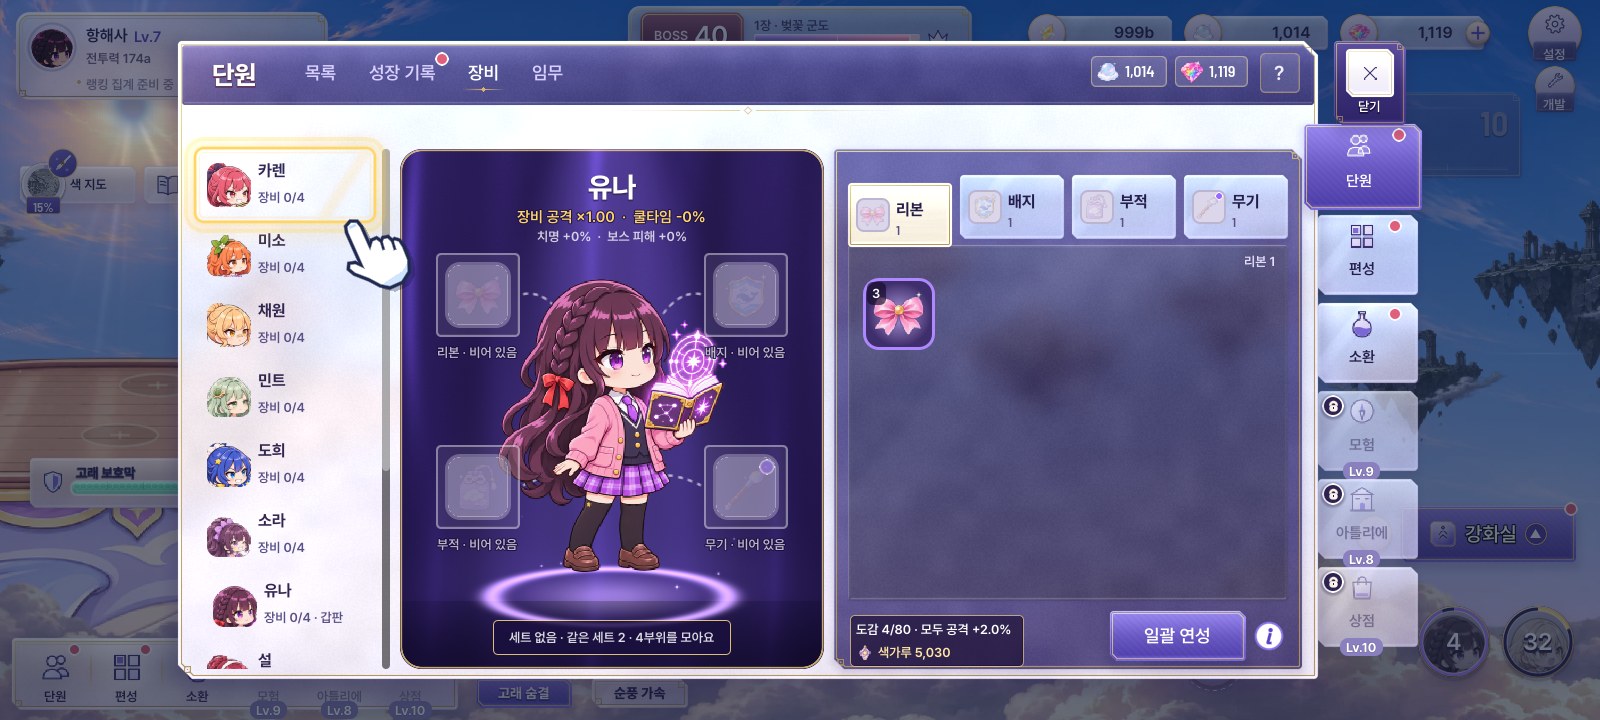 항해사 Lv.7
전투력 174a
랭킹 집계 준비 중
BOSS 40
1장 · 벚꽃 군도
999b
1,014
1,119
설정
개발
단원
목록
성장 기록
장비
임무
1,014
1,119
?
닫기
10
색 지도
15%
카렌
장비 0/4
미소
장비 0/4
채원
장비 0/4
민트
장비 0/4
도희
장비 0/4
소라
장비 0/4
유나
장비 0/4 · 갑판
설
유나
장비 공격 ×1.00 · 쿨타임 -0%
치명 +0% · 보스 피해 +0%
리본 · 비어 있음
배지 · 비어 있음
부적 · 비어 있음
무기 · 비어 있음
세트 없음 · 같은 세트 2 · 4부위를 모아요
리본
1
배지
1
부적
1
무기
1
리본 1
3
도감 4/80 · 모두 공격 +2.0%
색가루 5,030
일괄 연성
i
단원
편성
소환
모험
Lv.9
아틀리에
Lv.8
상점
Lv.10
고래 보호막
강화실
4
32
단원
편성
소환
모험
Lv.9
아틀리에
Lv.8
상점
Lv.10
고래 숨결
순풍 가속